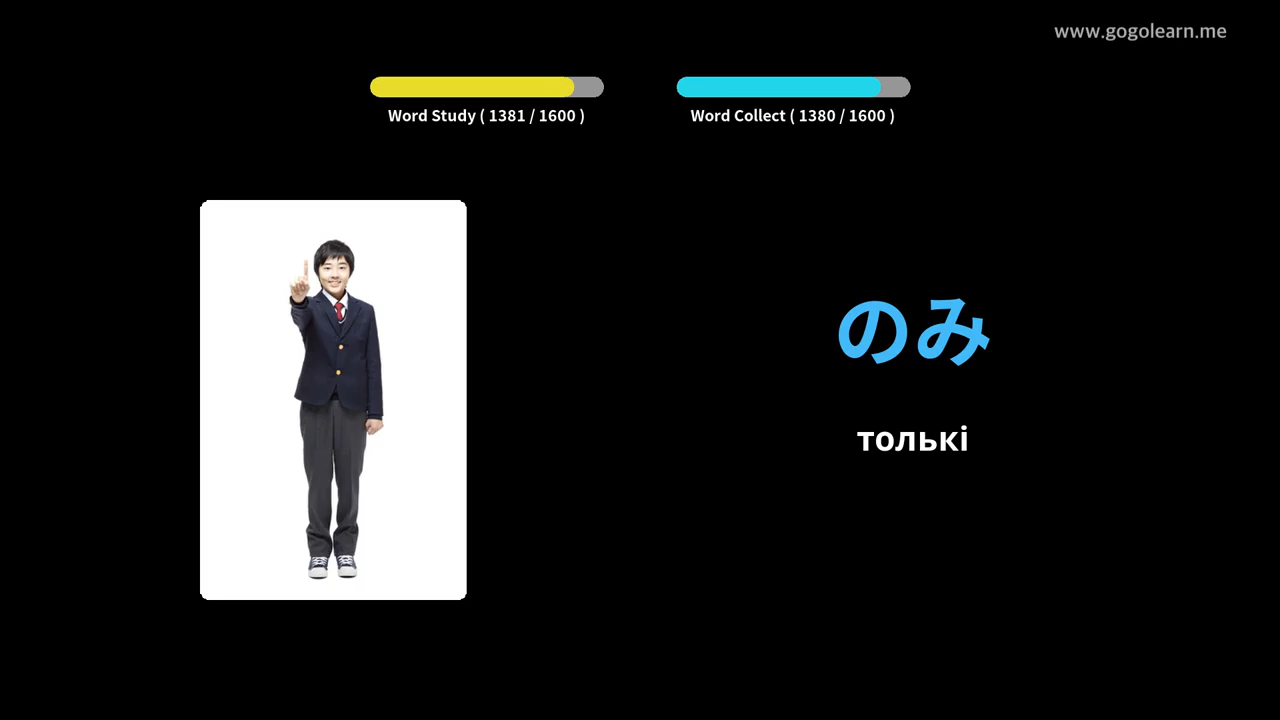 www.gogolearn.me
Word Study ( 1381 / 1600 )
Word Collect ( 1380 / 1600 )
のみ
толькі